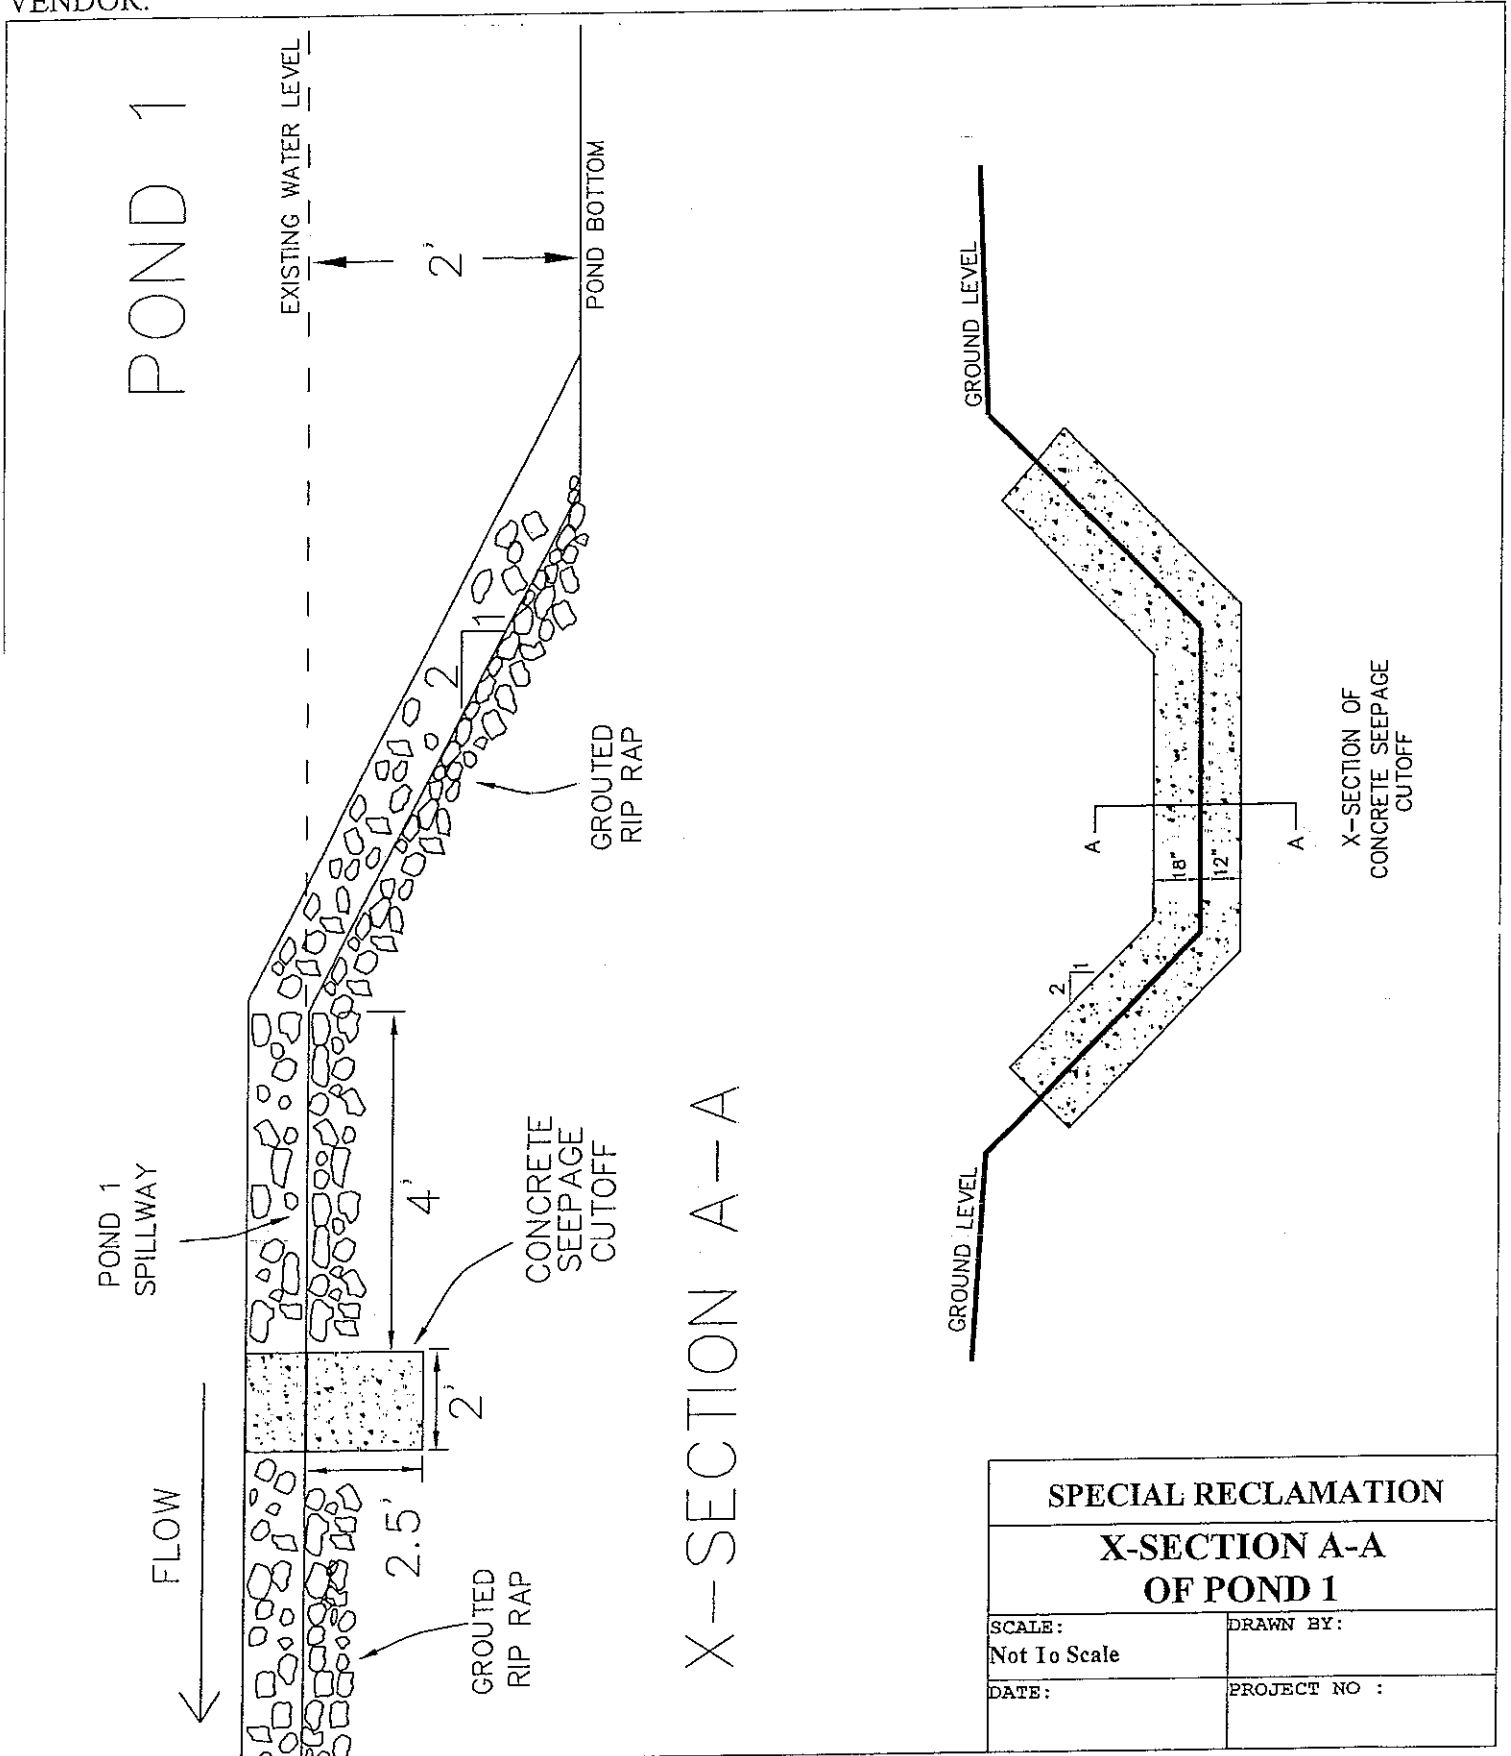 VENDOR:
POND 1
EXISTING WATER LEVEL
2'
POND BOTTOM
2
1
GROUTED
RIP RAP
POND 1
SPILLWAY
4'
CONCRETE
SEEPAGE
CUTOFF
2'
FLOW
2.5'
GROUTED
RIP RAP
X-SECTION A-A
GROUND LEVEL
GROUND LEVEL
2
1
A
A
18"
12"
X-SECTION OF
CONCRETE SEEPAGE
CUTOFF
SPECIAL RECLAMATION
X-SECTION A-A
OF POND 1
SCALE:
Not To Scale
DRAWN BY:
DATE:
PROJECT NO :